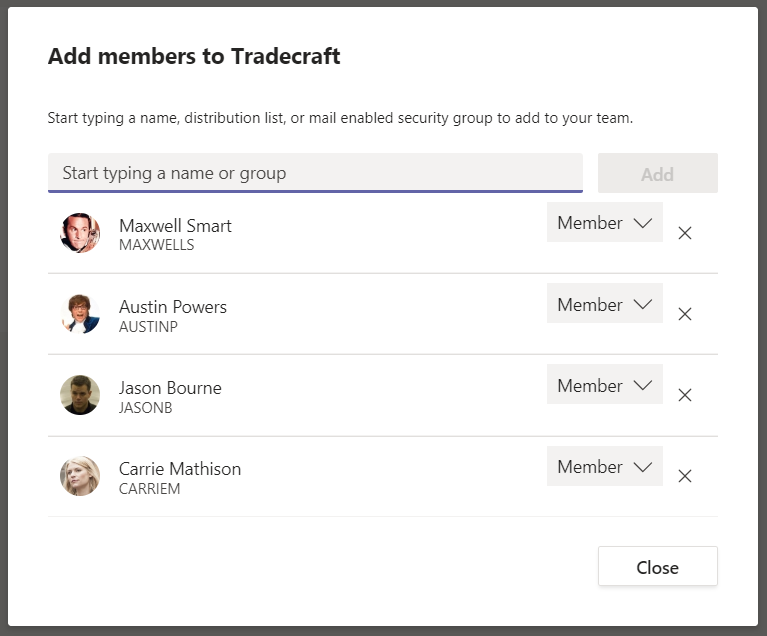 Add members to Tradecraft
Start typing a name, distribution list, or mail enabled security group to add to your team.
Start typing a name or group
Add
Maxwell Smart
MAXWELLS
Member
Austin Powers
AUSTINP
Member
Jason Bourne
JASONB
Member
Carrie Mathison
CARRIEM
Member
Close